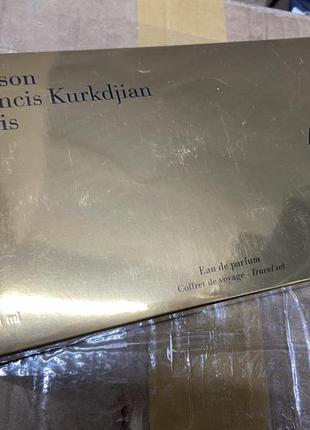 son
ncis Kurkdjian
is
Eau de parfum
Coffret de voyage · Travel set